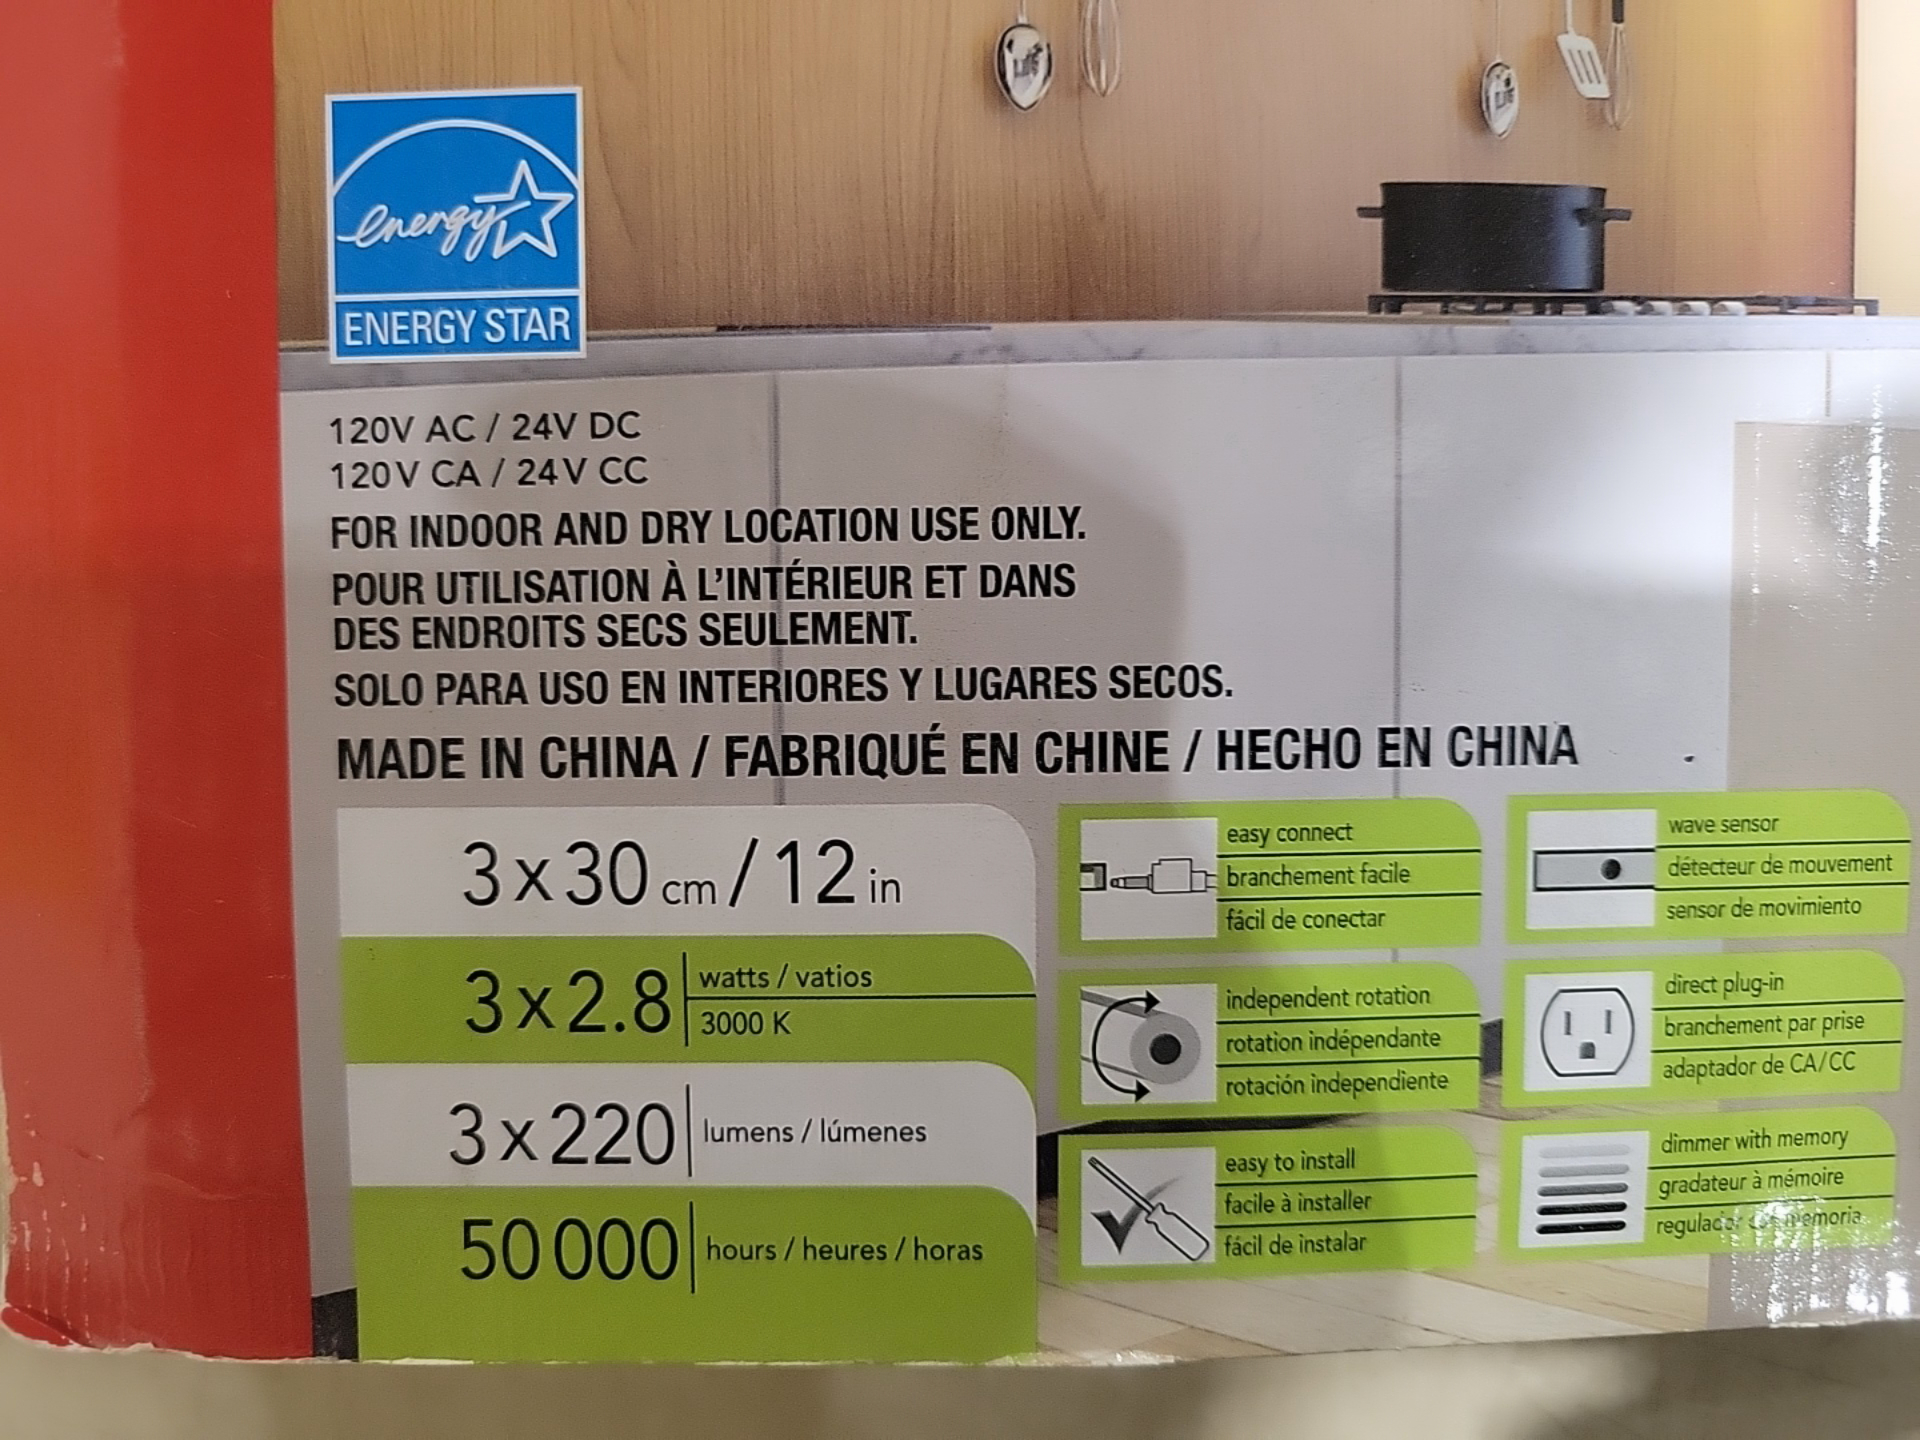 energy
ENERGY STAR
120V AC / 24V DC
120V CA / 24V CC
FOR INDOOR AND DRY LOCATION USE ONLY.
POUR UTILISATION À L'INTÉRIEUR ET DANS
DES ENDROITS SECS SEULEMENT.
SOLO PARA USO EN INTERIORES Y LUGARES SECOS.
MADE IN CHINA / FABRIQUÉ EN CHINE / HECHO EN CHINA
3 x 30 cm / 12 in
3 x 2.8
watts / vatios
3000 K
3 x 220
lumens / lúmenes
50 000
hours / heures / horas
easy connect
branchement facile
fácil de conectar
independent rotation
rotation indépendante
rotación independiente
easy to install
facile à installer
fácil de instalar
wave sensor
détecteur de mouvement
sensor de movimiento
direct plug-in
branchement par prise
adaptador de CA/CC
dimmer with memory
gradateur à mémoire
regulador con memoria